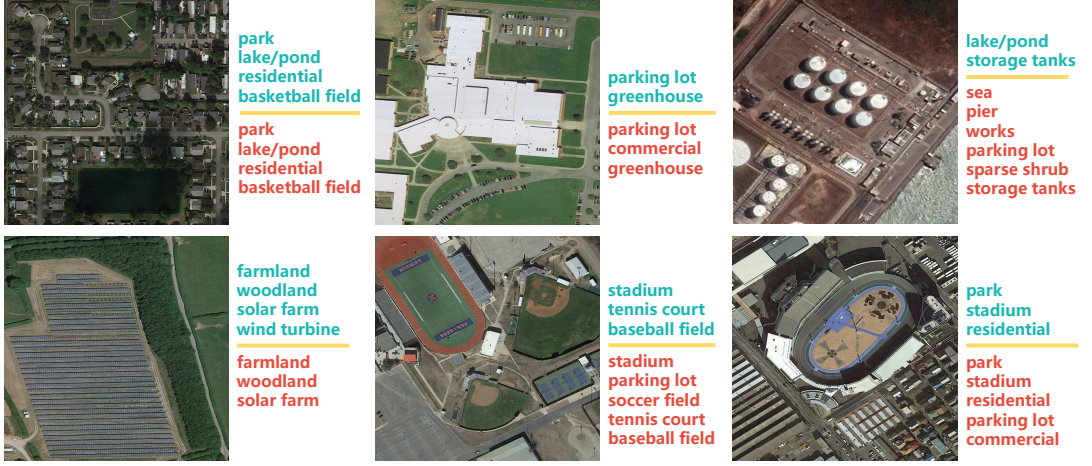 park
lake/pond
residential
basketball field
park
lake/pond
residential
basketball field
parking lot
greenhouse
parking lot
commercial
greenhouse
lake/pond
storage tanks
sea
pier
works
parking lot
sparse shrub
storage tanks
farmland
woodland
solar farm
wind turbine
farmland
woodland
solar farm
stadium
tennis court
baseball field
stadium
parking lot
soccer field
tennis court
baseball field
park
stadium
residential
park
stadium
residential
parking lot
commercial